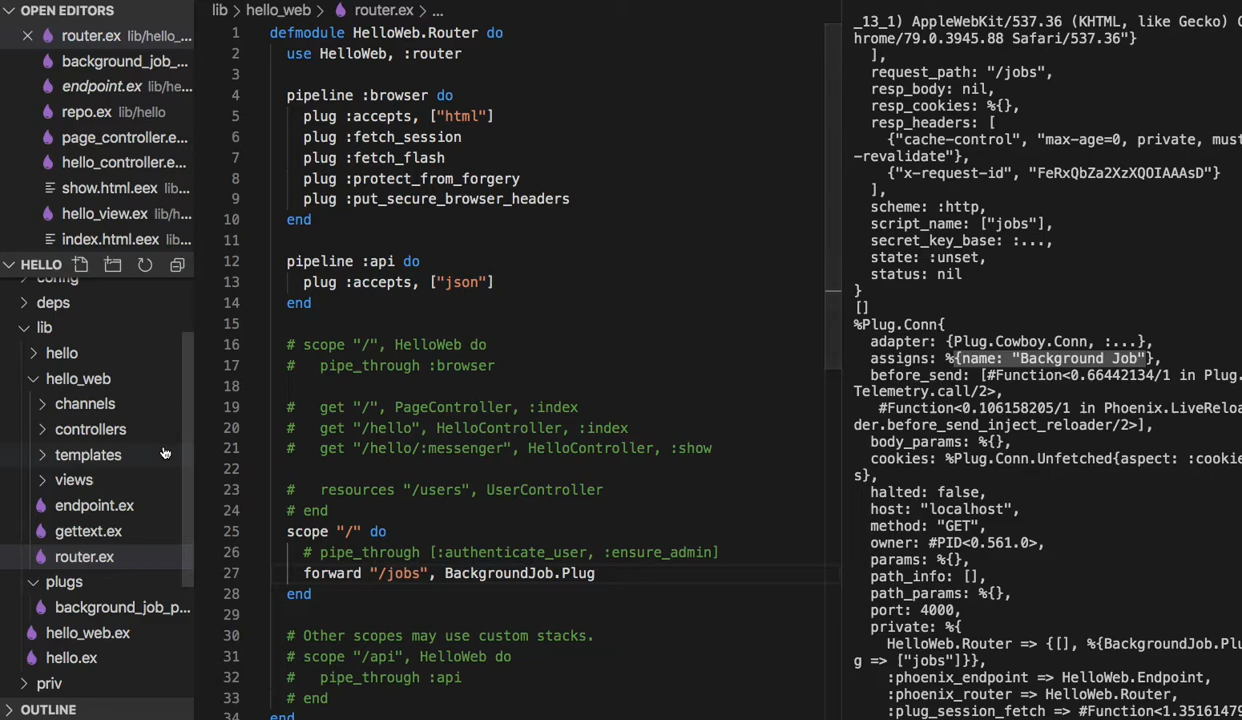 OPEN EDITORS
router.ex lib/hello_...
background_job_...
endpoint.ex lib/he...
repo.ex lib/hello
page_controller.e...
hello_controller.e...
show.html.eex lib...
hello_view.ex lib/h...
index.html.eex lib...
HELLO
config
deps
lib
hello
hello_web
channels
controllers
templates
views
endpoint.ex
gettext.ex
router.ex
plugs
background_job_p...
hello_web.ex
hello.ex
priv
OUTLINE
lib > hello_web > router.ex > ...
1 defmodule HelloWeb.Router do
2 use HelloWeb, :router
3
4 pipeline :browser do
5 plug :accepts, ["html"]
6 plug :fetch_session
7 plug :fetch_flash
8 plug :protect_from_forgery
9 plug :put_secure_browser_headers
10 end
11
12 pipeline :api do
13 plug :accepts, ["json"]
14 end
15
16 # scope "/", HelloWeb do
17 #   pipe_through :browser
18
19 #   get "/", PageController, :index
20 #   get "/hello", HelloController, :index
21 #   get "/hello/:messenger", HelloController, :show
22
23 #   resources "/users", UserController
24 # end
25 scope "/" do
26 # pipe_through [:authenticate_user, :ensure_admin]
27 forward "/jobs", BackgroundJob.Plug
28 end
29
30 # Other scopes may use custom stacks.
31 # scope "/api", HelloWeb do
32 #   pipe_through :api
33 # end
34 end
_13_1) AppleWebKit/537.36 (KHTML, like Gecko) C
hrome/79.0.3945.88 Safari/537.36"}
],
request_path: "/jobs",
resp_body: nil,
resp_cookies: %{},
resp_headers: [
{"cache-control", "max-age=0, private, must
-revalidate"},
{"x-request-id", "FeRxQbZa2XzXQOIAAAsD"}
],
scheme: :http,
script_name: ["jobs"],
secret_key_base: :...,
state: :unset,
status: nil
}
[]
%Plug.Conn{
adapter: {Plug.Cowboy.Conn, :...},
assigns: %{name: "Background Job"},
before_send: [#Function<0.66442134/1 in Plug.
Telemetry.call/2>,
#Function<0.106158205/1 in Phoenix.LiveReloa
der.before_send_inject_reloader/2>],
body_params: %{},
cookies: %Plug.Conn.Unfetched{aspect: :cookie
s},
halted: false,
host: "localhost",
method: "GET",
owner: #PID<0.561.0>,
params: %{},
path_info: [],
path_params: %{},
port: 4000,
private: %{
HelloWeb.Router => {[], %{BackgroundJob.Plu
g => ["jobs"]}},
:phoenix_endpoint => HelloWeb.Endpoint,
:phoenix_router => HelloWeb.Router,
:plug_session_fetch => #Function<1.35161479